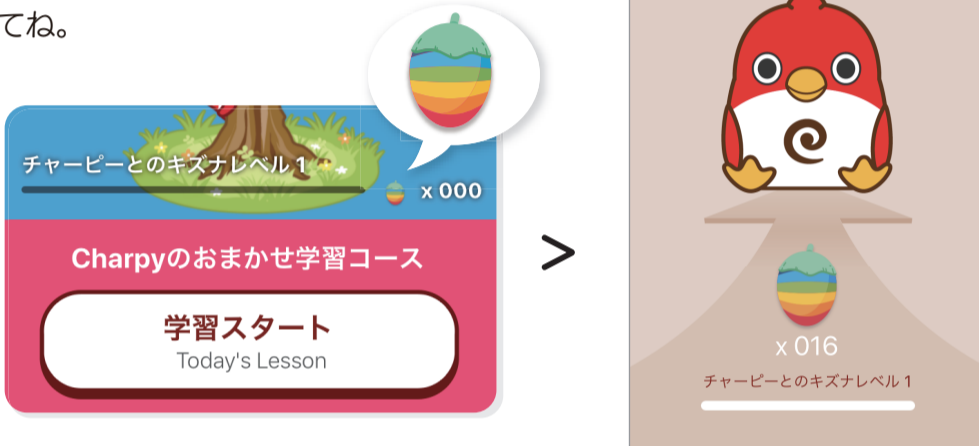 てね。
チャーピーとのキズナレベル 1
x 000
Charpyのおまかせ学習コース
学習スタート
Today's Lesson
>
x 016
チャーピーとのキズナレベル 1